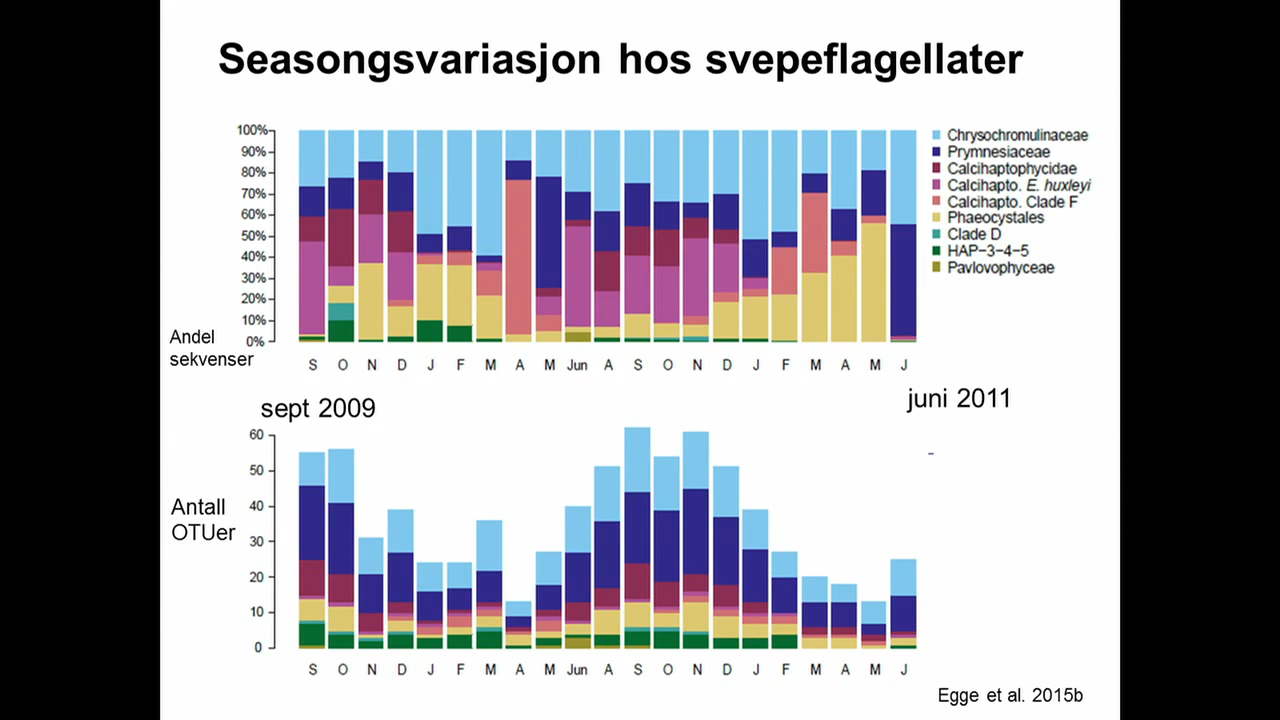 Seasongsvariasjon hos svepeflagellater
100%
90%
80%
70%
60%
50%
40%
30%
20%
10%
0%
Andel
sekvenser
S O N D J F M A M Jun A S O N D J F M A M J
Chrysochromulinaceae
Prymnesiaceae
Calcihaptophycidae
Calcihapto. E. huxleyi
Calcihapto. Clade F
Phaeocystales
Clade D
HAP−3−4−5
Pavlovophyceae
sept 2009
juni 2011
60
50
40
30
20
10
0
Antall
OTUer
S O N D J F M A M Jun A S O N D J F M A M J
Egge et al. 2015b